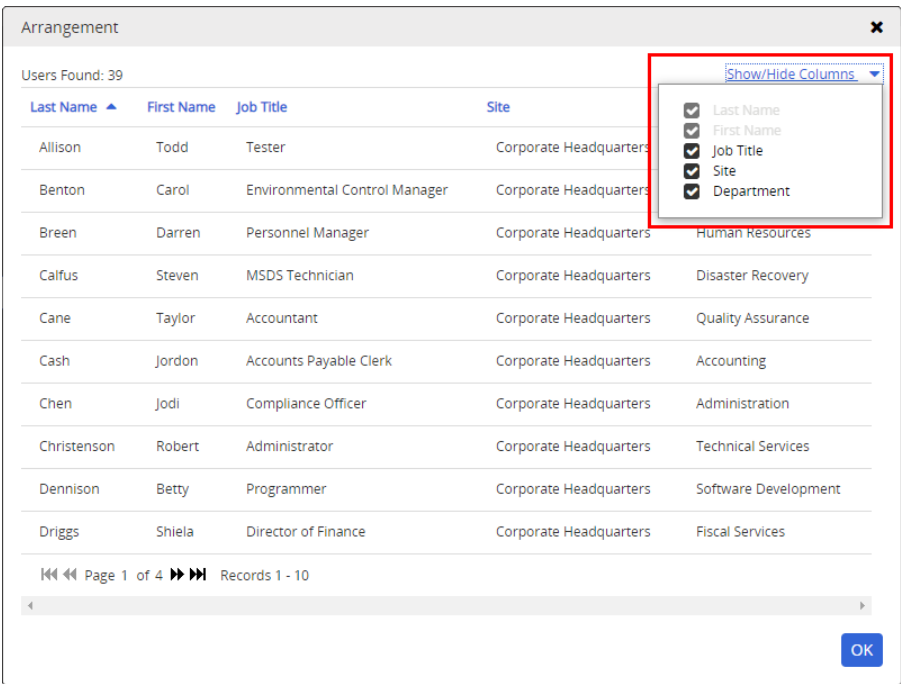 Arrangement
Users Found: 39
Show/Hide Columns
Last Name First Name Job Title Site
Last Name
First Name
Job Title
Site
Department
Allison Todd Tester Corporate Headquarters
Benton Carol Environmental Control Manager Corporate Headquarters
Breen Darren Personnel Manager Corporate Headquarters Human Resources
Calfus Steven MSDS Technician Corporate Headquarters Disaster Recovery
Cane Taylor Accountant Corporate Headquarters Quality Assurance
Cash Jordon Accounts Payable Clerk Corporate Headquarters Accounting
Chen Jodi Compliance Officer Corporate Headquarters Administration
Christenson Robert Administrator Corporate Headquarters Technical Services
Dennison Betty Programmer Corporate Headquarters Software Development
Driggs Shiela Director of Finance Corporate Headquarters Fiscal Services
Page 1 of 4 Records 1 - 10
OK